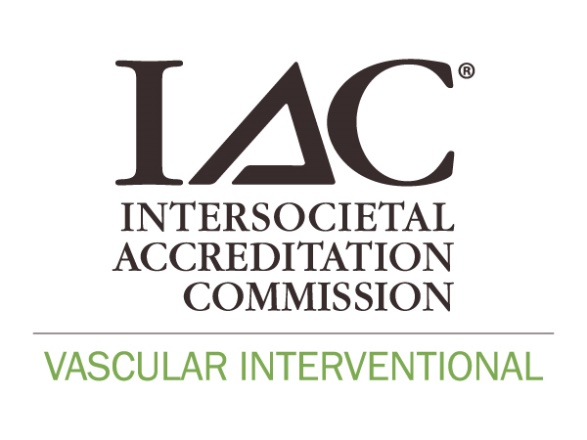 IAC®
INTERSOCIETAL
ACCREDITATION
COMMISSION
VASCULAR INTERVENTIONAL